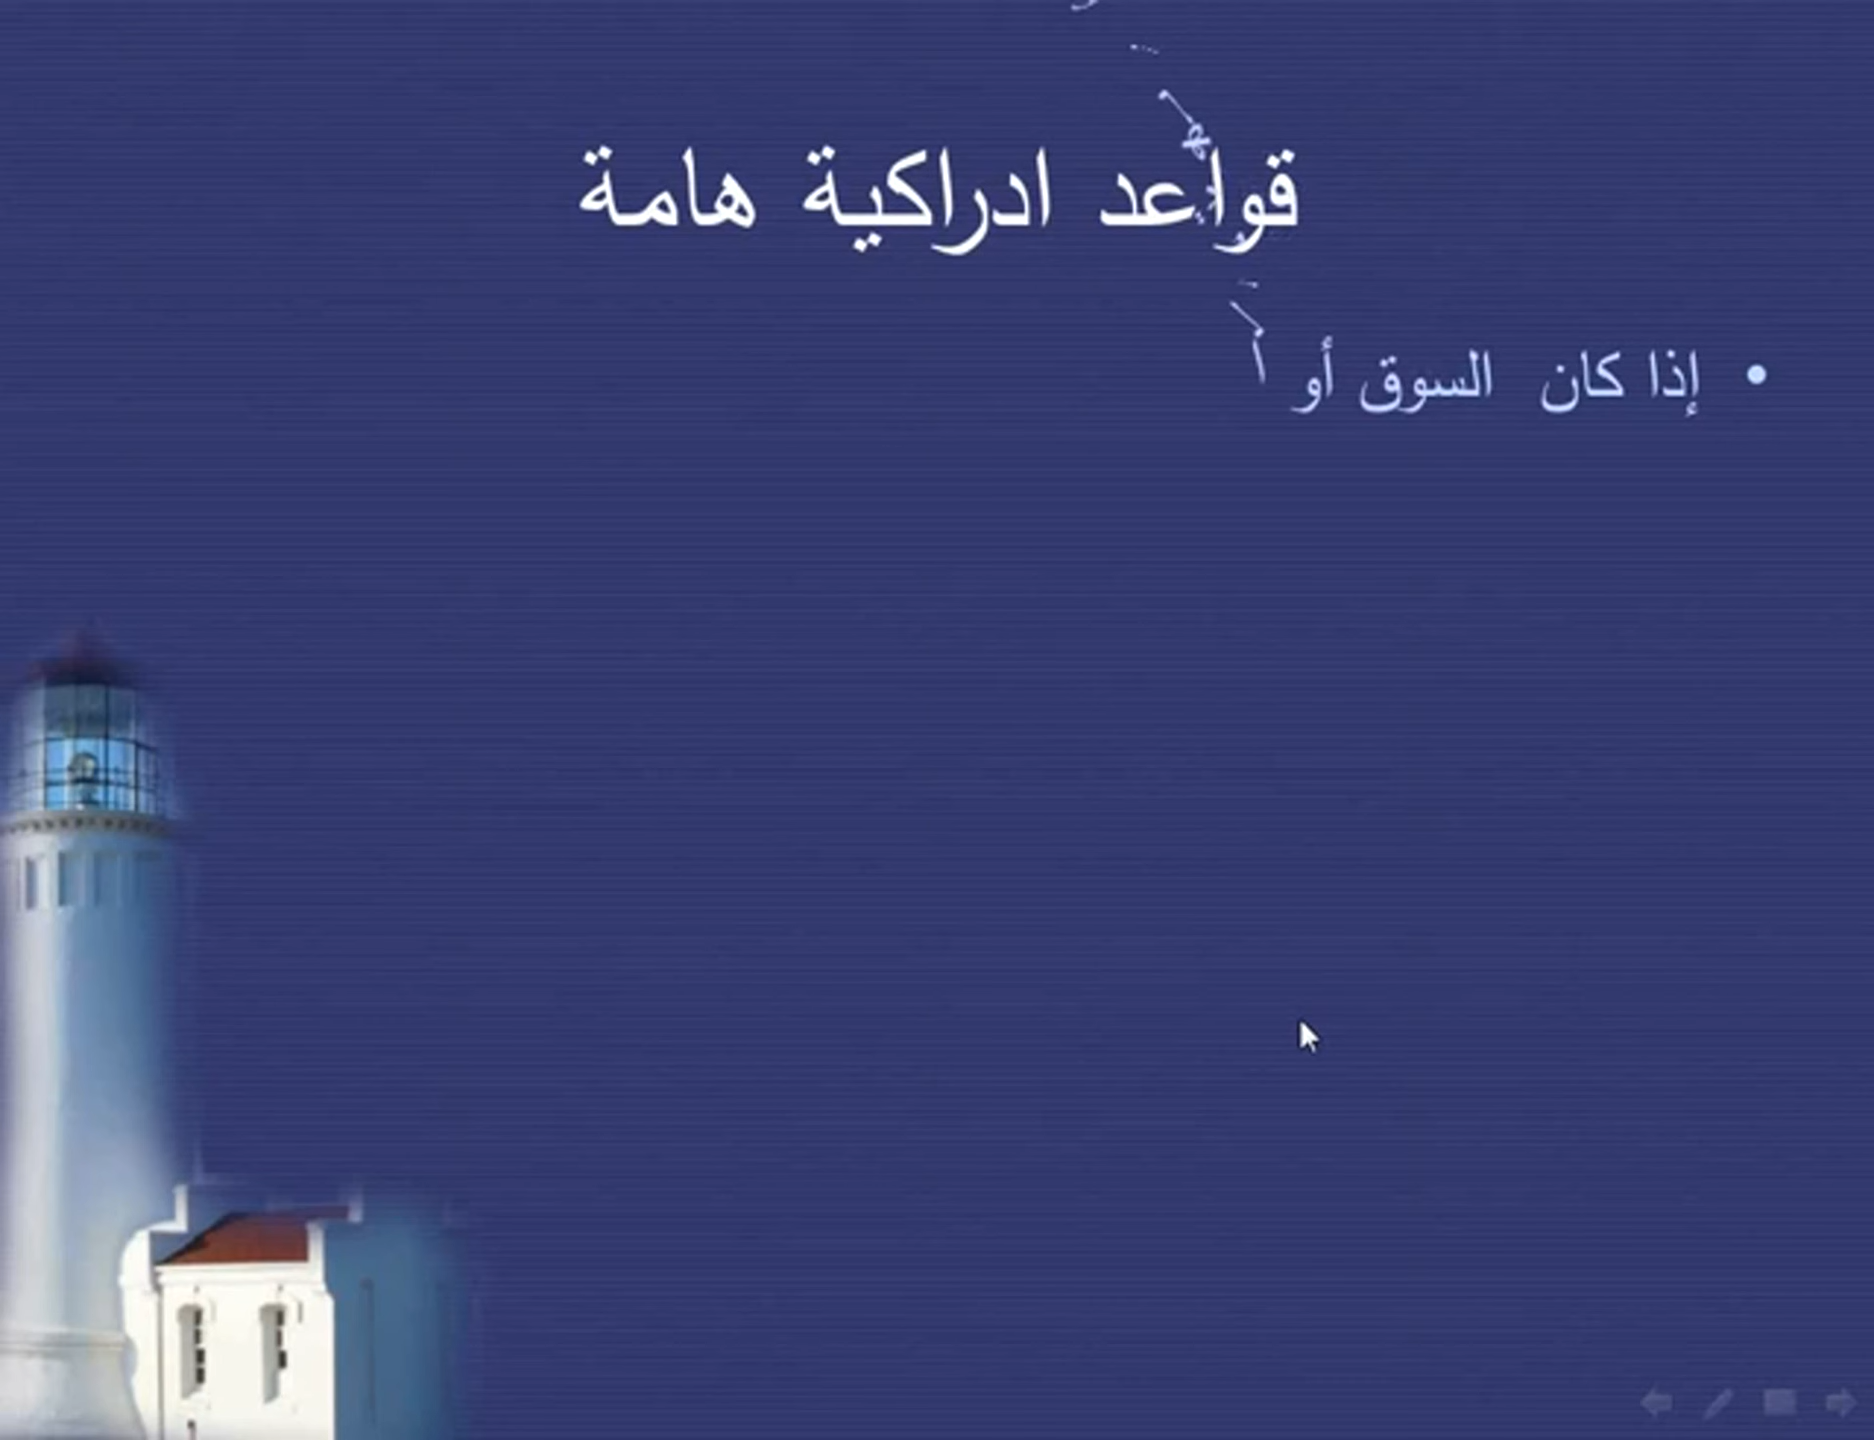 قواعد ادراكية هامة
• إذا كان السوق أو